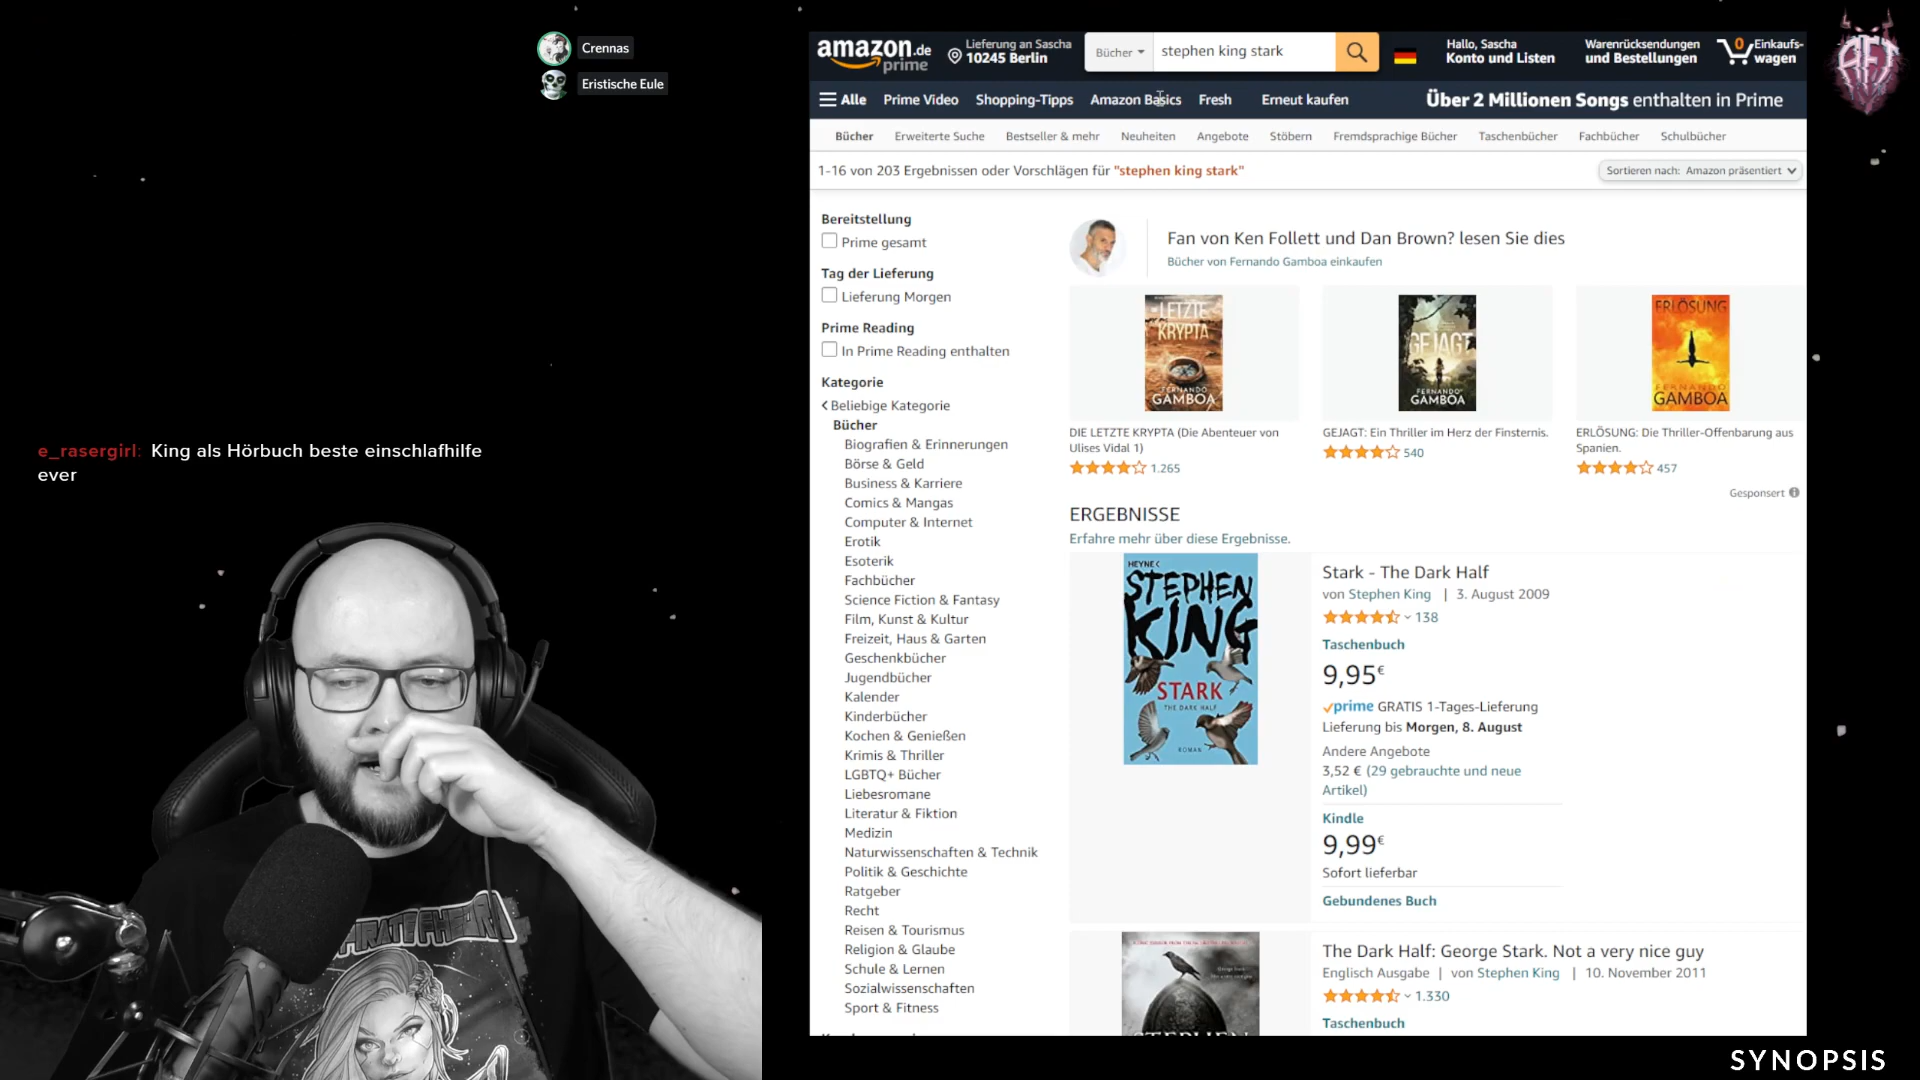 Crennas
Eristische Eule
e_rasergirl: King als Hörbuch beste einschlafhilfe
ever
amazon.de
prime
Lieferung an Sascha
10245 Berlin
Bücher
stephen king stark
Hallo, Sascha
Konto und Listen
Warenrücksendungen
und Bestellungen
0
Einkaufs-
wagen
Alle
Prime Video
Shopping-Tipps
Amazon Basics
Fresh
Erneut kaufen
Über 2 Millionen Songs enthalten in Prime
Bücher
Erweiterte Suche
Bestseller & mehr
Neuheiten
Angebote
Stöbern
Fremdsprachige Bücher
Taschenbücher
Fachbücher
Schulbücher
1-16 von 203 Ergebnissen oder Vorschlägen für "stephen king stark"
Sortieren nach: Amazon präsentiert
Bereitstellung
Prime gesamt
Tag der Lieferung
Lieferung Morgen
Prime Reading
In Prime Reading enthalten
Kategorie
Beliebige Kategorie
Bücher
Biografien & Erinnerungen
Börse & Geld
Business & Karriere
Comics & Mangas
Computer & Internet
Erotik
Esoterik
Fachbücher
Science Fiction & Fantasy
Film, Kunst & Kultur
Freizeit, Haus & Garten
Geschenkbücher
Jugendbücher
Kalender
Kinderbücher
Kochen & Genießen
Krimis & Thriller
LGBTQ+ Bücher
Liebesromane
Literatur & Fiktion
Medizin
Naturwissenschaften & Technik
Politik & Geschichte
Ratgeber
Recht
Reisen & Tourismus
Religion & Glaube
Schule & Lernen
Sozialwissenschaften
Sport & Fitness
Fan von Ken Follett und Dan Brown? lesen Sie dies
Bücher von Fernando Gamboa einkaufen
LETZTE
KRYPTA
FERNANDO
GAMBOA
GEJAGT
FERNANDO
GAMBOA
ERLÖSUNG
FERNANDO
GAMBOA
DIE LETZTE KRYPTA (Die Abenteuer von
Ulises Vidal 1)
1.265
GEJAGT: Ein Thriller im Herz der Finsternis.
540
ERLÖSUNG: Die Thriller-Offenbarung aus
Spanien.
457
Gesponsert
ERGEBNISSE
Erfahre mehr über diese Ergebnisse.
HEYNE<
STEPHEN
KING
STARK
THE DARK HALF
ROMAN
Stark - The Dark Half
von Stephen King | 3. August 2009
138
Taschenbuch
9,95€
prime GRATIS 1-Tages-Lieferung
Lieferung bis Morgen, 8. August
Andere Angebote
3,52 € (29 gebrauchte und neue
Artikel)
Kindle
9,99€
Sofort lieferbar
Gebundenes Buch
STEPHEN
The Dark Half: George Stark. Not a very nice guy
Englisch Ausgabe | von Stephen King | 10. November 2011
1.330
Taschenbuch
SYNOPSIS